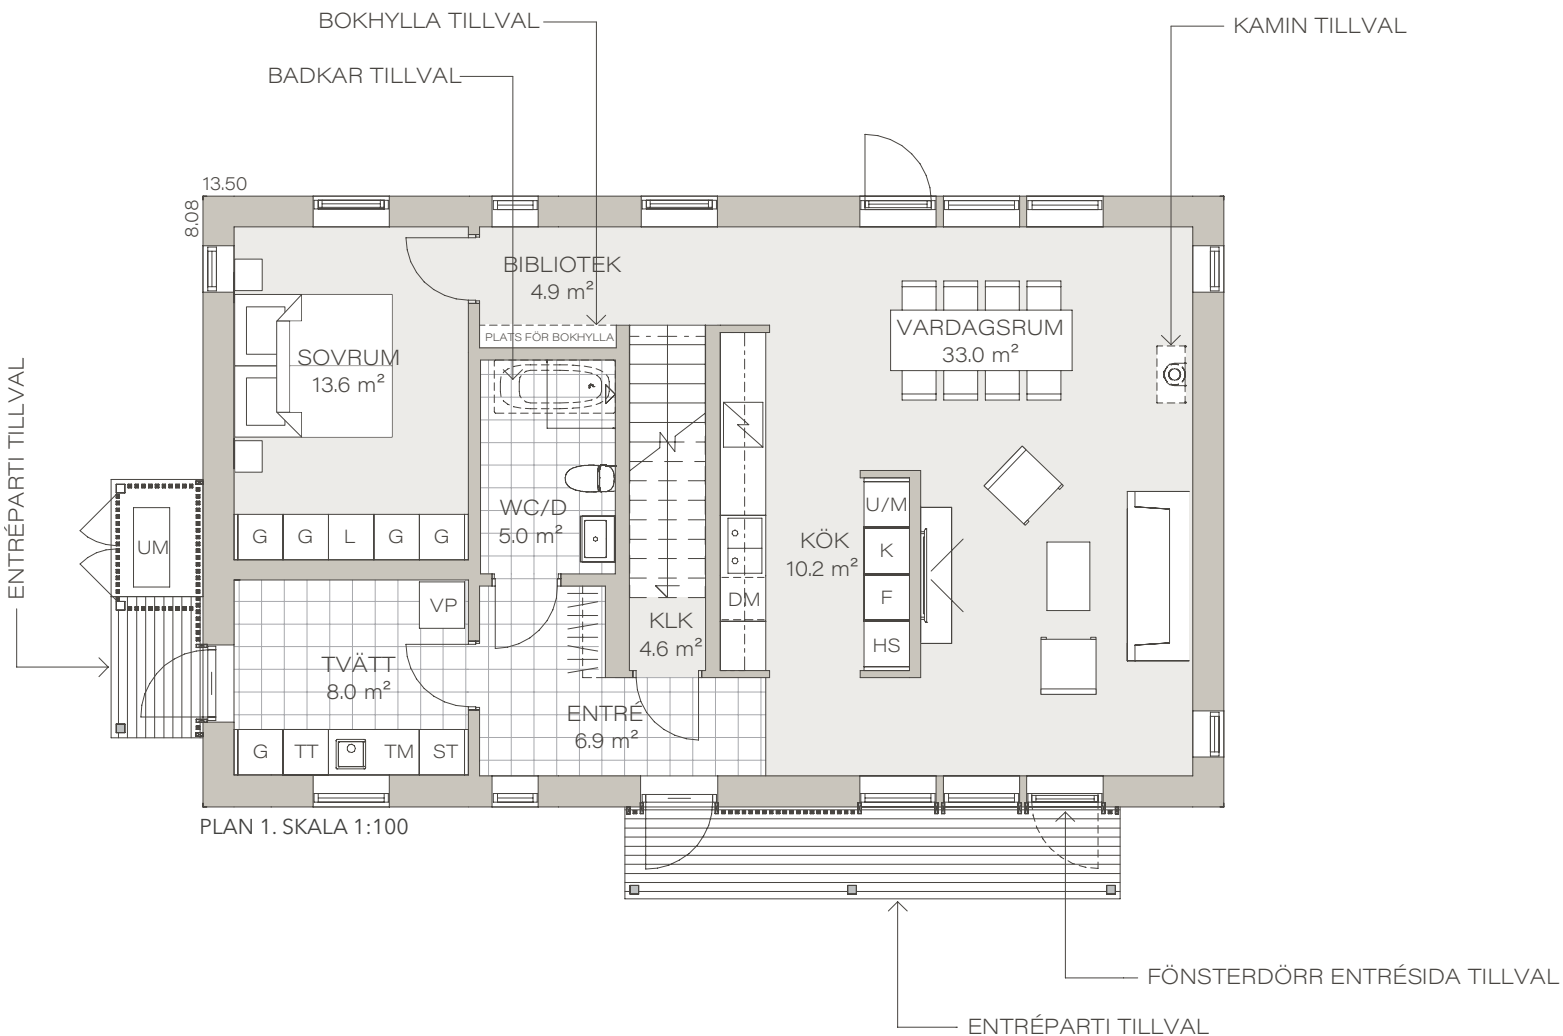 BOKHYLLA TILLVAL
KAMIN TILLVAL
BADKAR TILLVAL
13.50
8.08
BIBLIOTEK
4.9 m²
PLATS FÖR BOKHYLLA
VARDAGSRUM
33.0 m²
SOVRUM
13.6 m²
ENTRÉPARTI TILLVAL
UM
G
G
L
G
G
WC/D
5.0 m²
U/M
K
F
HS
KÖK
10.2 m²
DM
VP
KLK
4.6 m²
TVÄTT
8.0 m²
ENTRÉ
6.9 m²
G
TT
TM
ST
PLAN 1. SKALA 1:100
FÖNSTERDÖRR ENTRÉSIDA TILLVAL
ENTRÉPARTI TILLVAL